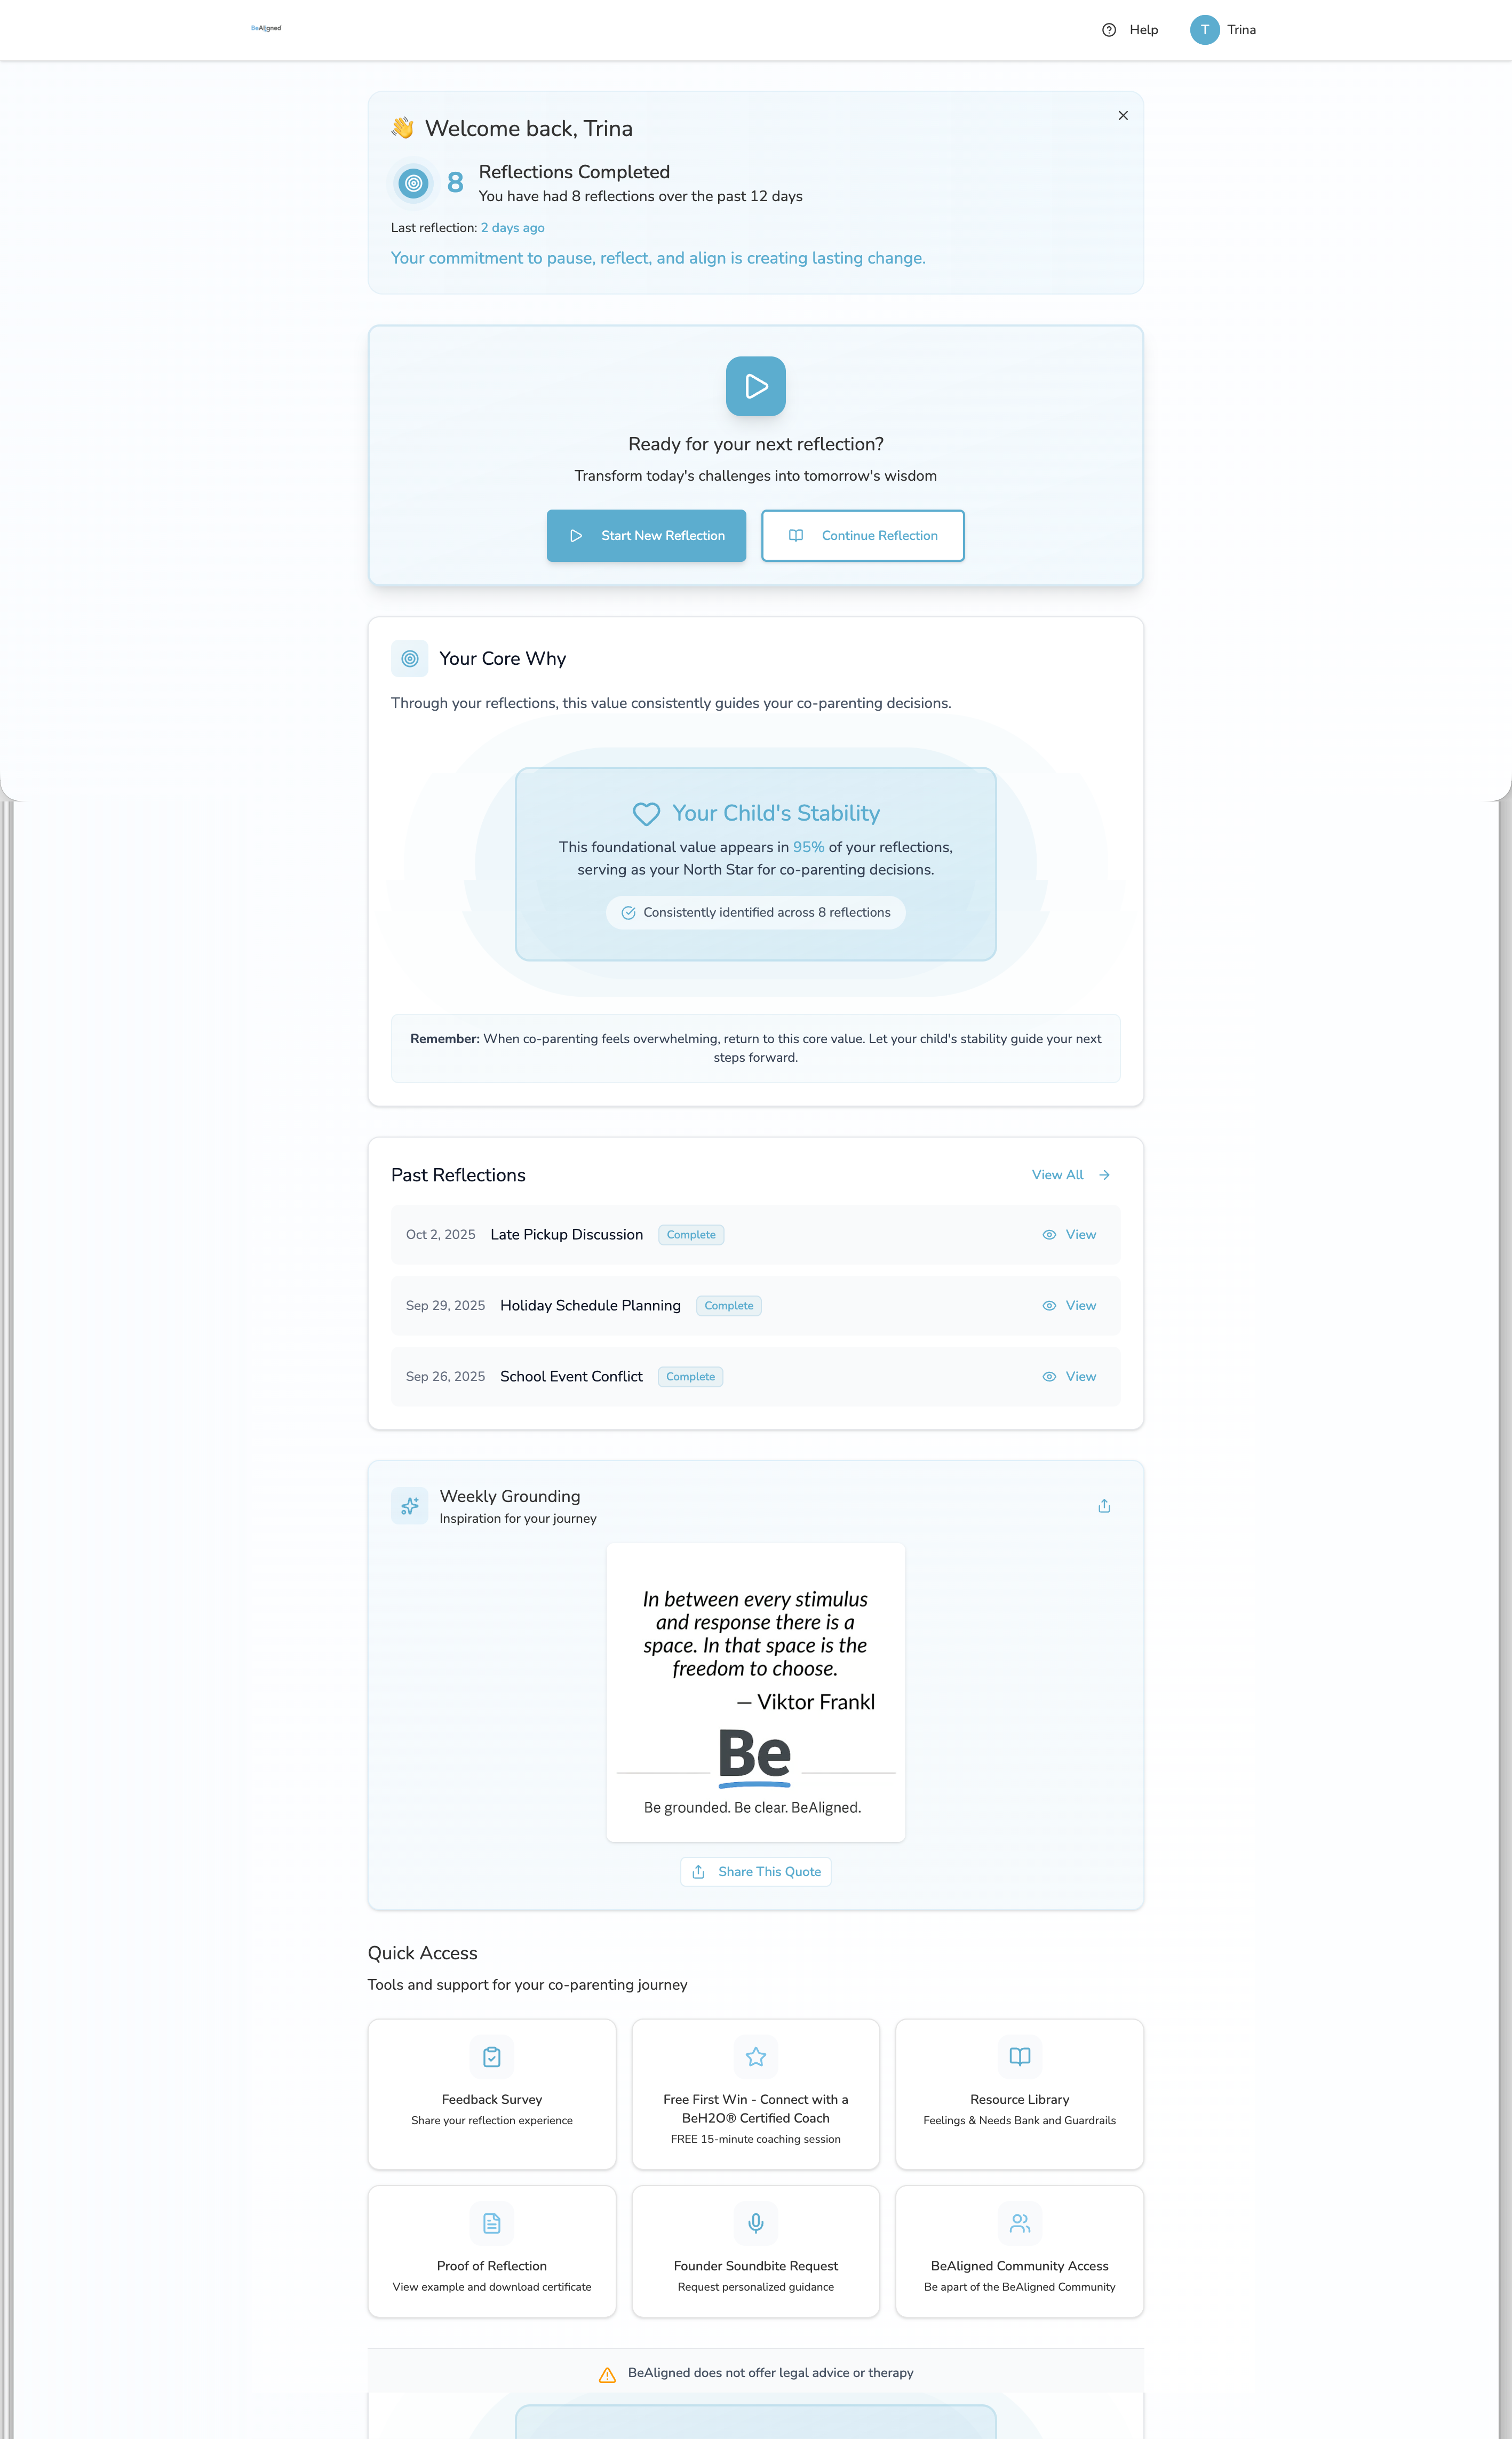 BeAligned
Help
T
Trina
👋 Welcome back, Trina
8
Reflections Completed
You have had 8 reflections over the past 12 days
Last reflection: 2 days ago
Your commitment to pause, reflect, and align is creating lasting change.
Ready for your next reflection?
Transform today's challenges into tomorrow's wisdom
Start New Reflection
Continue Reflection
Your Core Why
Through your reflections, this value consistently guides your co-parenting decisions.
Your Child's Stability
This foundational value appears in 95% of your reflections,
serving as your North Star for co-parenting decisions.
Consistently identified across 8 reflections
Remember: When co-parenting feels overwhelming, return to this core value. Let your child's stability guide your next
steps forward.
Past Reflections
View All
Oct 2, 2025 Late Pickup Discussion Complete View
Sep 29, 2025 Holiday Schedule Planning Complete View
Sep 26, 2025 School Event Conflict Complete View
Weekly Grounding
Inspiration for your journey
In between every stimulus
and response there is a
space. In that space is the
freedom to choose.
— Viktor Frankl
Be
Be grounded. Be clear. BeAligned.
Share This Quote
Quick Access
Tools and support for your co-parenting journey
Feedback Survey
Share your reflection experience
Free First Win - Connect with a
BeH2O® Certified Coach
FREE 15-minute coaching session
Resource Library
Feelings & Needs Bank and Guardrails
Proof of Reflection
View example and download certificate
Founder Soundbite Request
Request personalized guidance
BeAligned Community Access
Be apart of the BeAligned Community
BeAligned does not offer legal advice or therapy